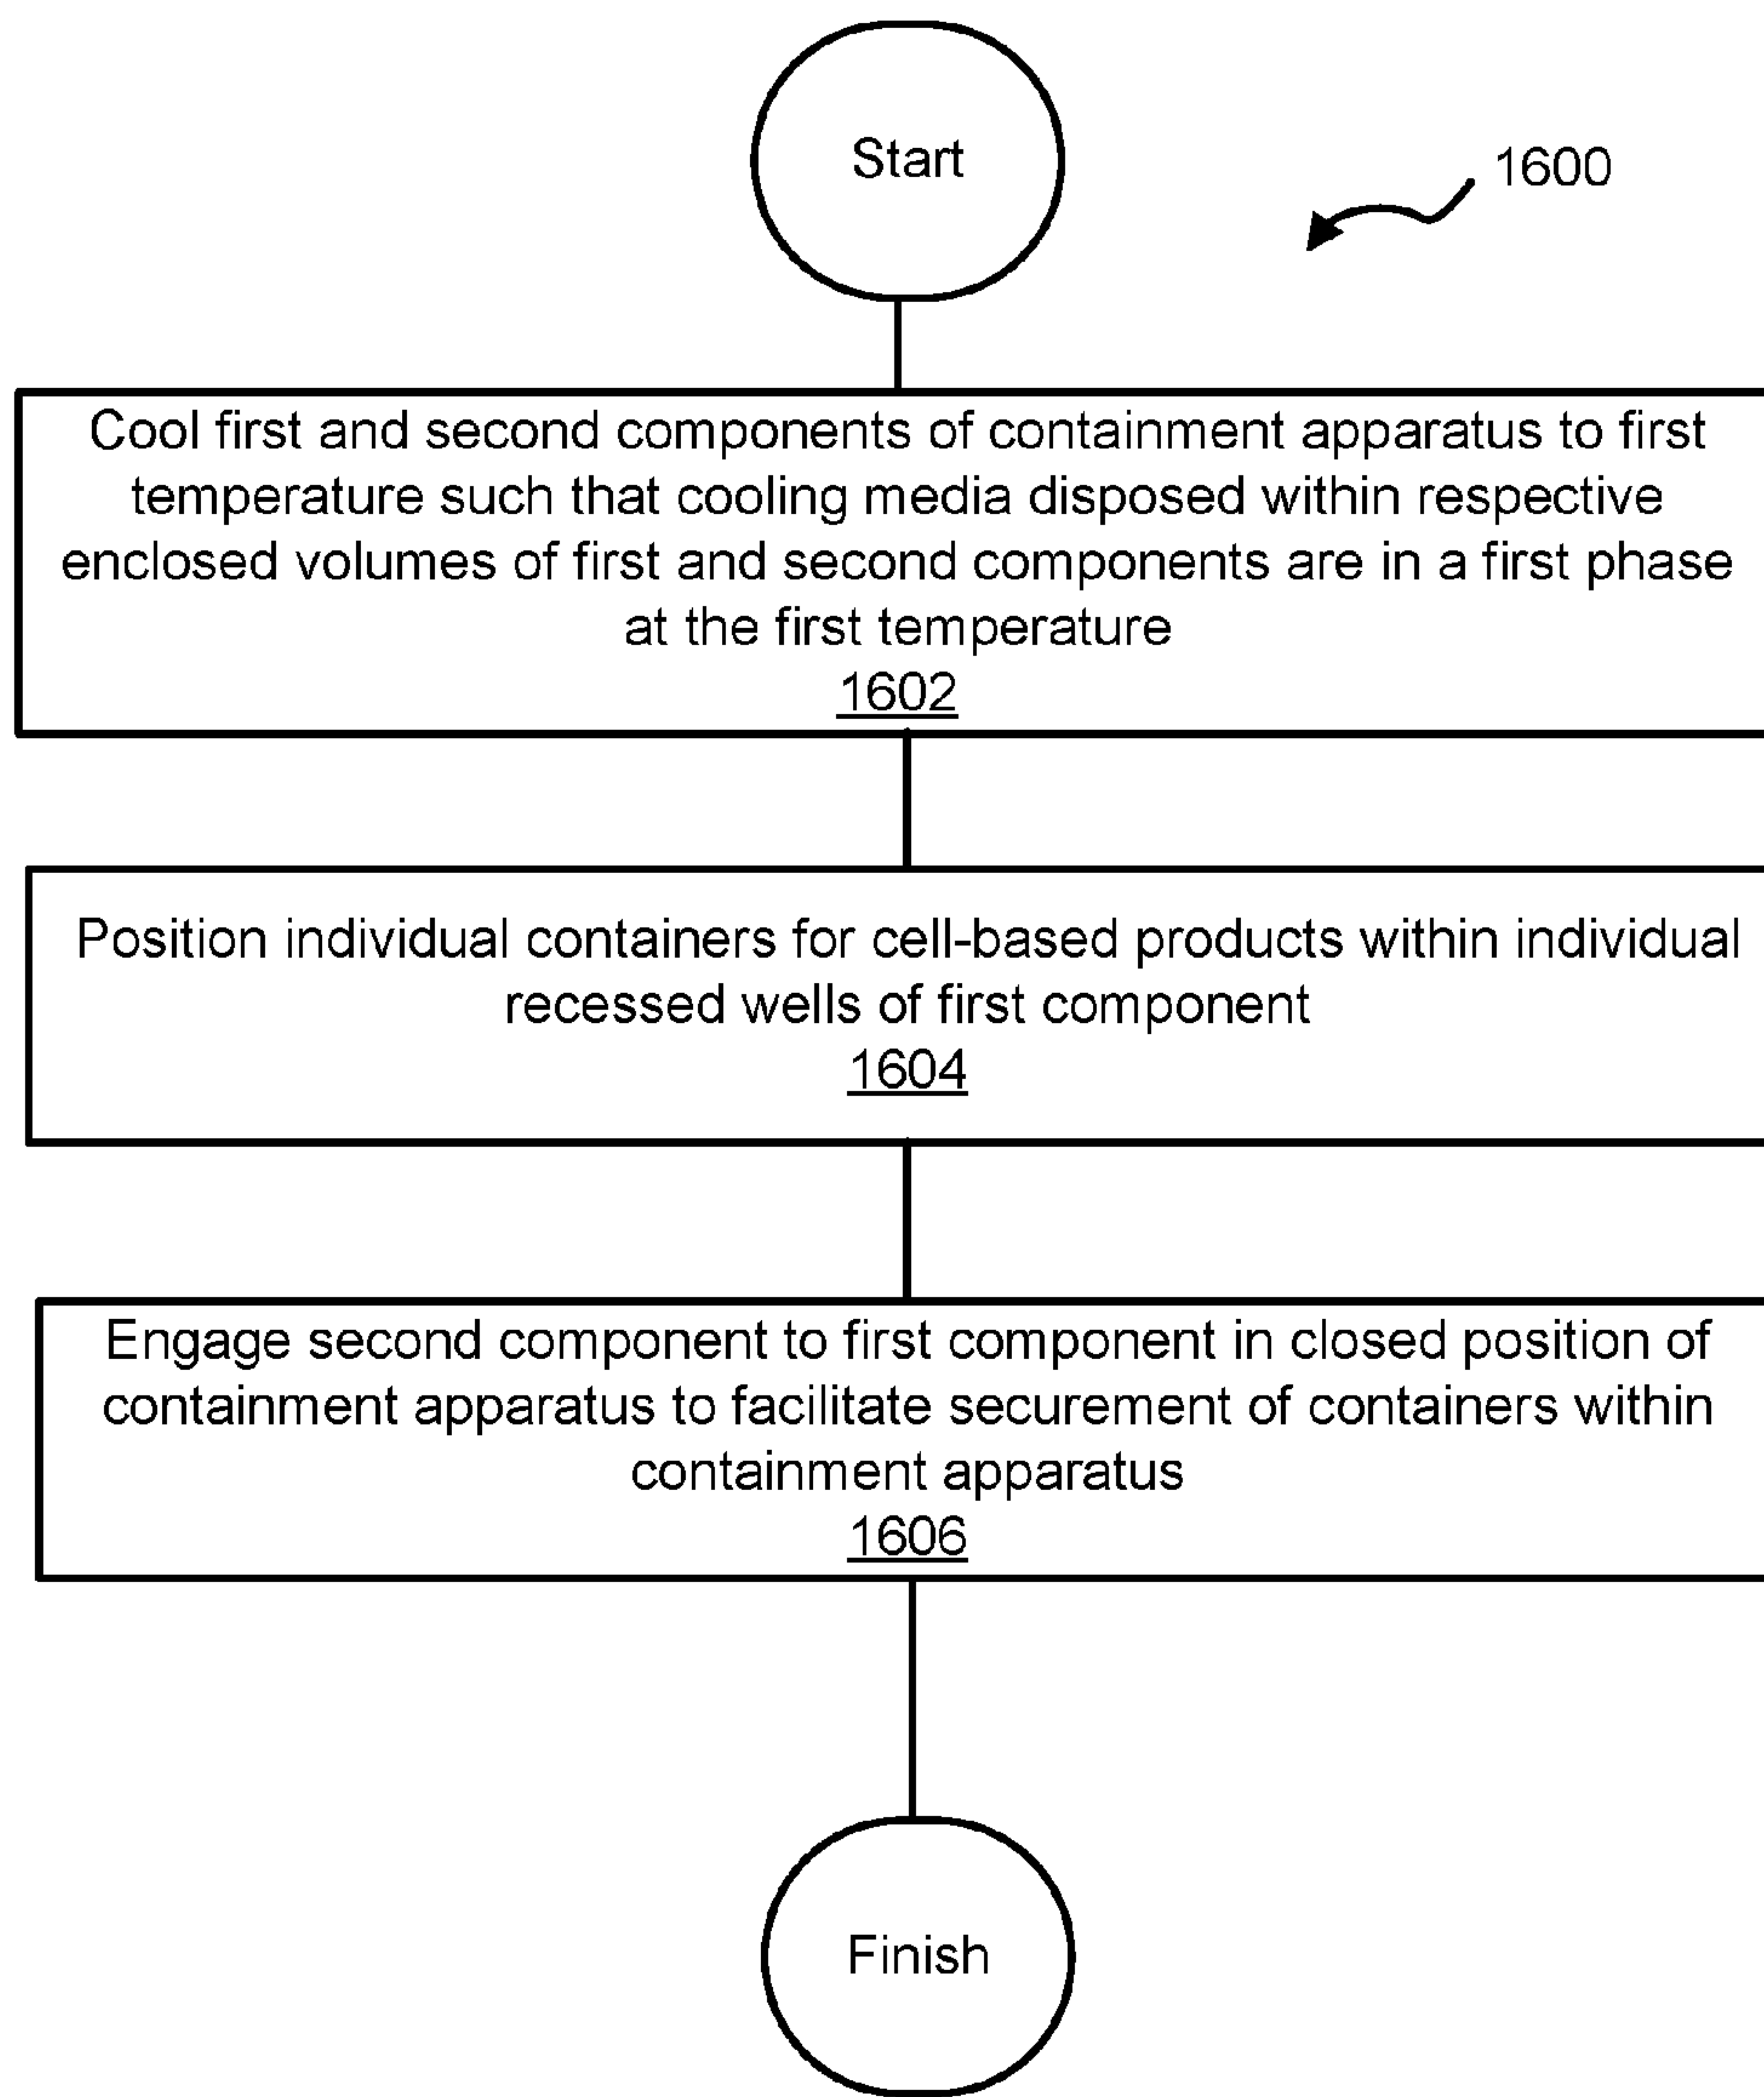 Start
1600
Cool first and second components of containment apparatus to first
temperature such that cooling media disposed within respective
enclosed volumes of first and second components are in a first phase
at the first temperature
1602
Position individual containers for cell-based products within individual
recessed wells of first component
1604
Engage second component to first component in closed position of
containment apparatus to facilitate securement of containers within
containment apparatus
1606
Finish